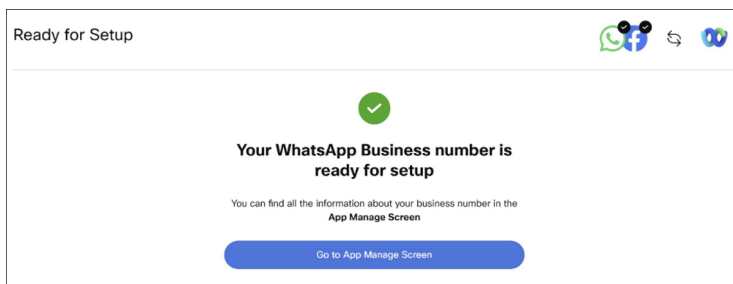 Ready for Setup
Your WhatsApp Business number is
ready for setup
You can find all the information about your business number in the
App Manage Screen
Go to App Manage Screen